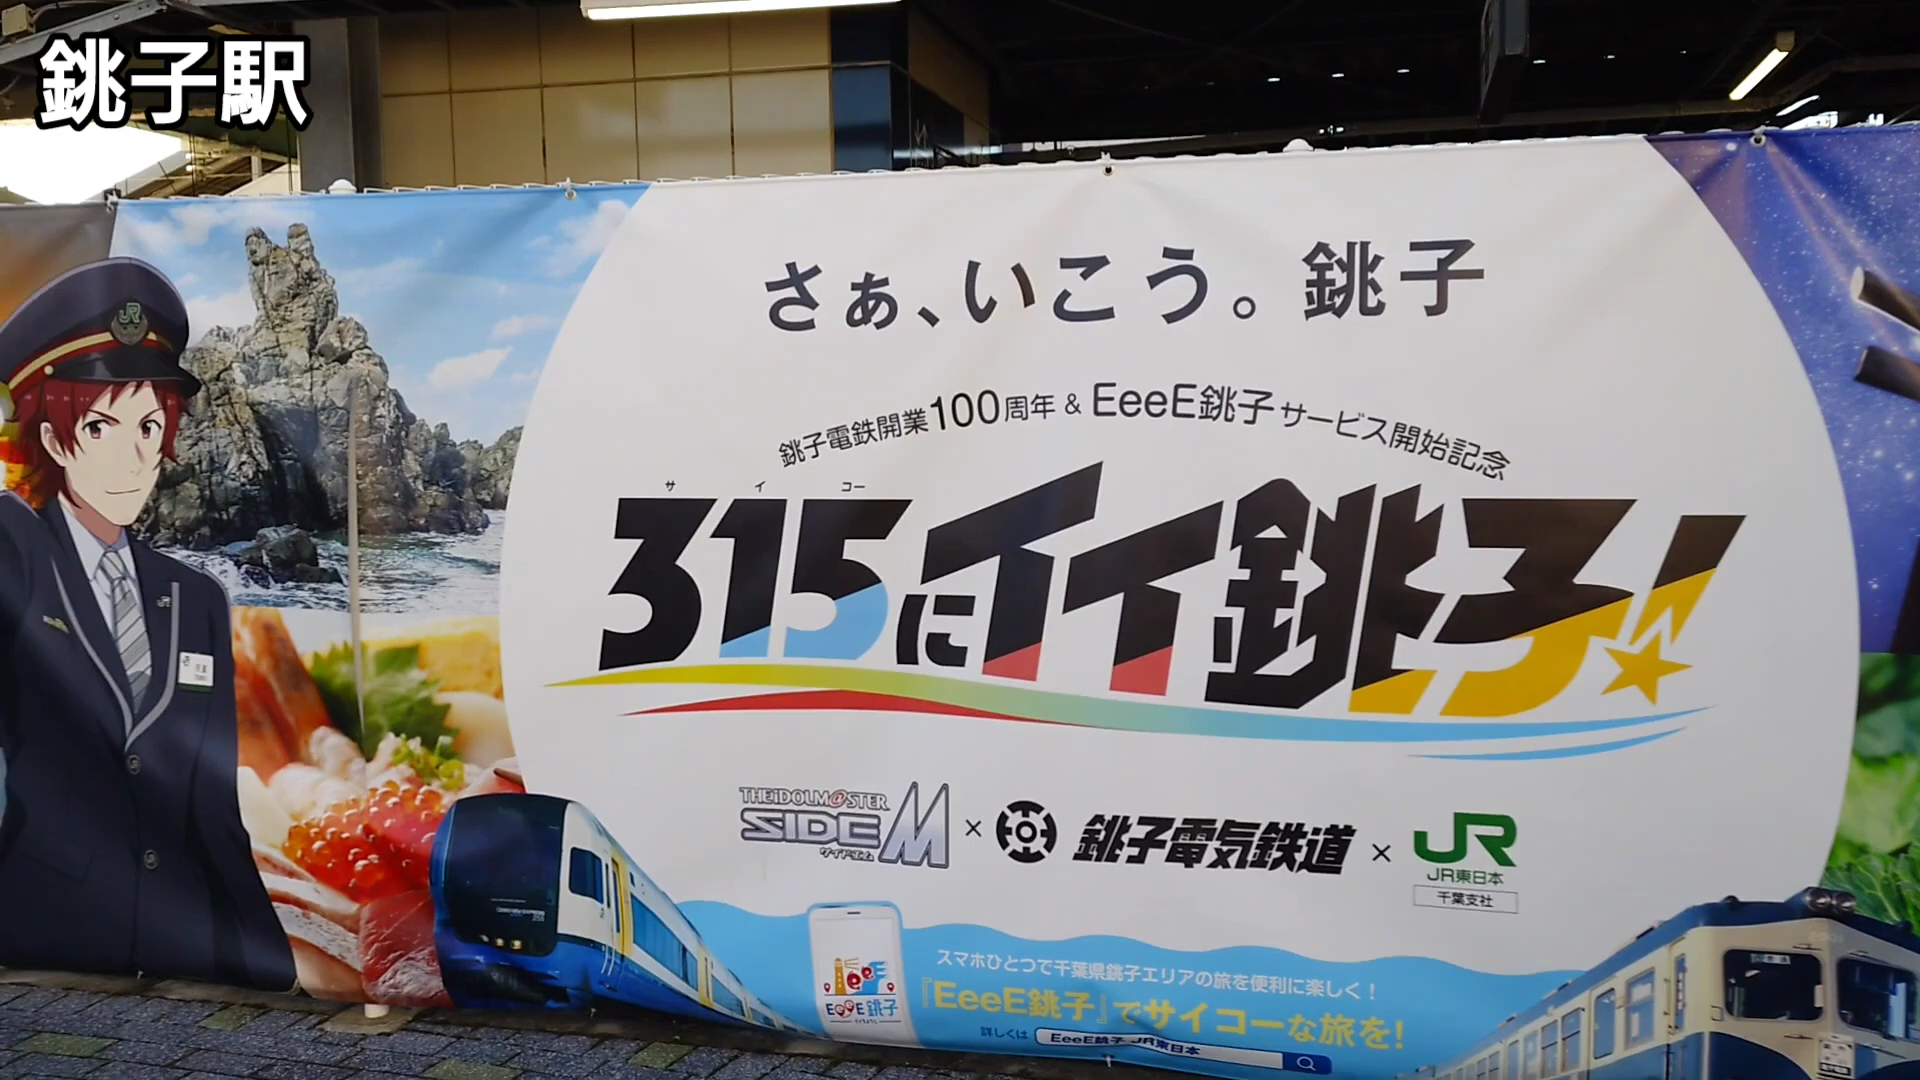 銚子駅
さぁ、いこう。銚子
銚子電鉄開業100周年 & EeeE銚子サービス開始記念
サイコー
315にイイ銚子!
THE iDOLM@STER
SIDEM
サイドエム
×
銚子電気鉄道
×
JR
JR東日本
千葉支社
スマホひとつで千葉県銚子エリアの旅を便利に楽しく!
『EeeE銚子』でサイコーな旅を!
詳しくは EeeE銚子 JR東日本
EeeE銚子
JR